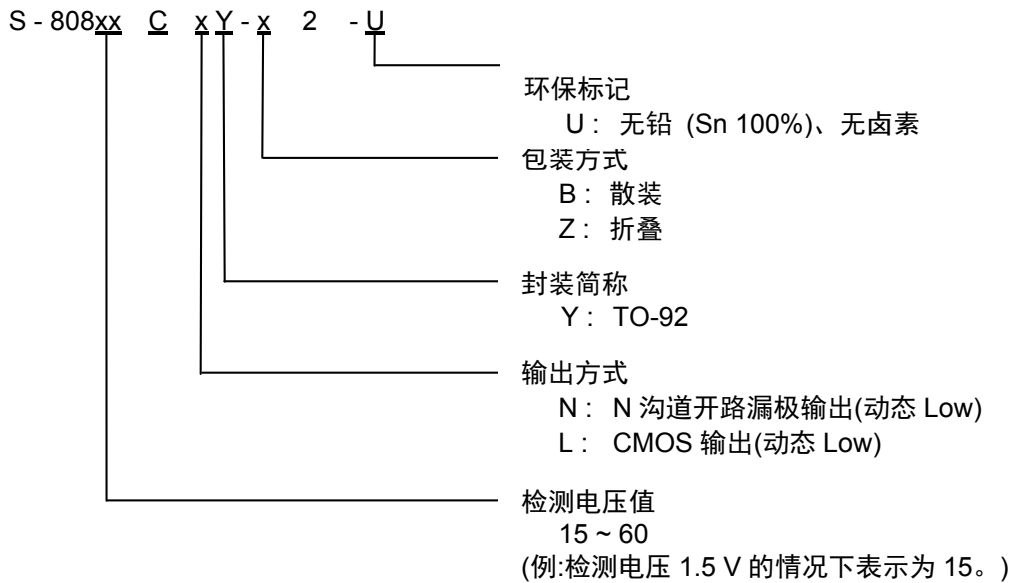 S - 808xx C x Y - x 2 - U
环保标记
U : 无铅 (Sn 100%)、无卤素
包装方式
B : 散装
Z : 折叠
封装简称
Y : TO-92
输出方式
N : N 沟道开路漏极输出(动态 Low)
L : CMOS 输出(动态 Low)
检测电压值
15 ~ 60
(例:检测电压 1.5 V 的情况下表示为 15。)